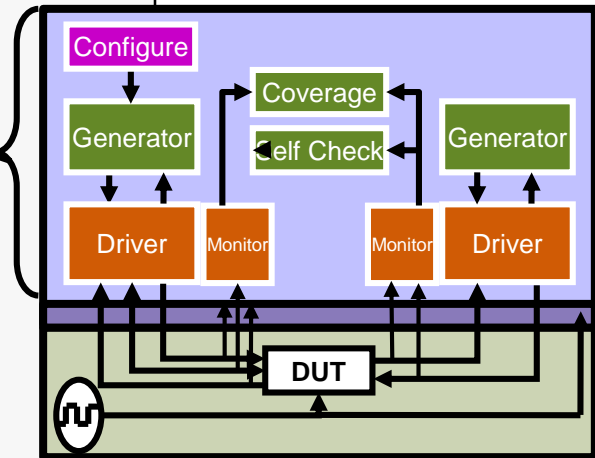 Configure
Coverage
Generator
Generator
Self Check
Driver
Monitor
Monitor
Driver
DUT